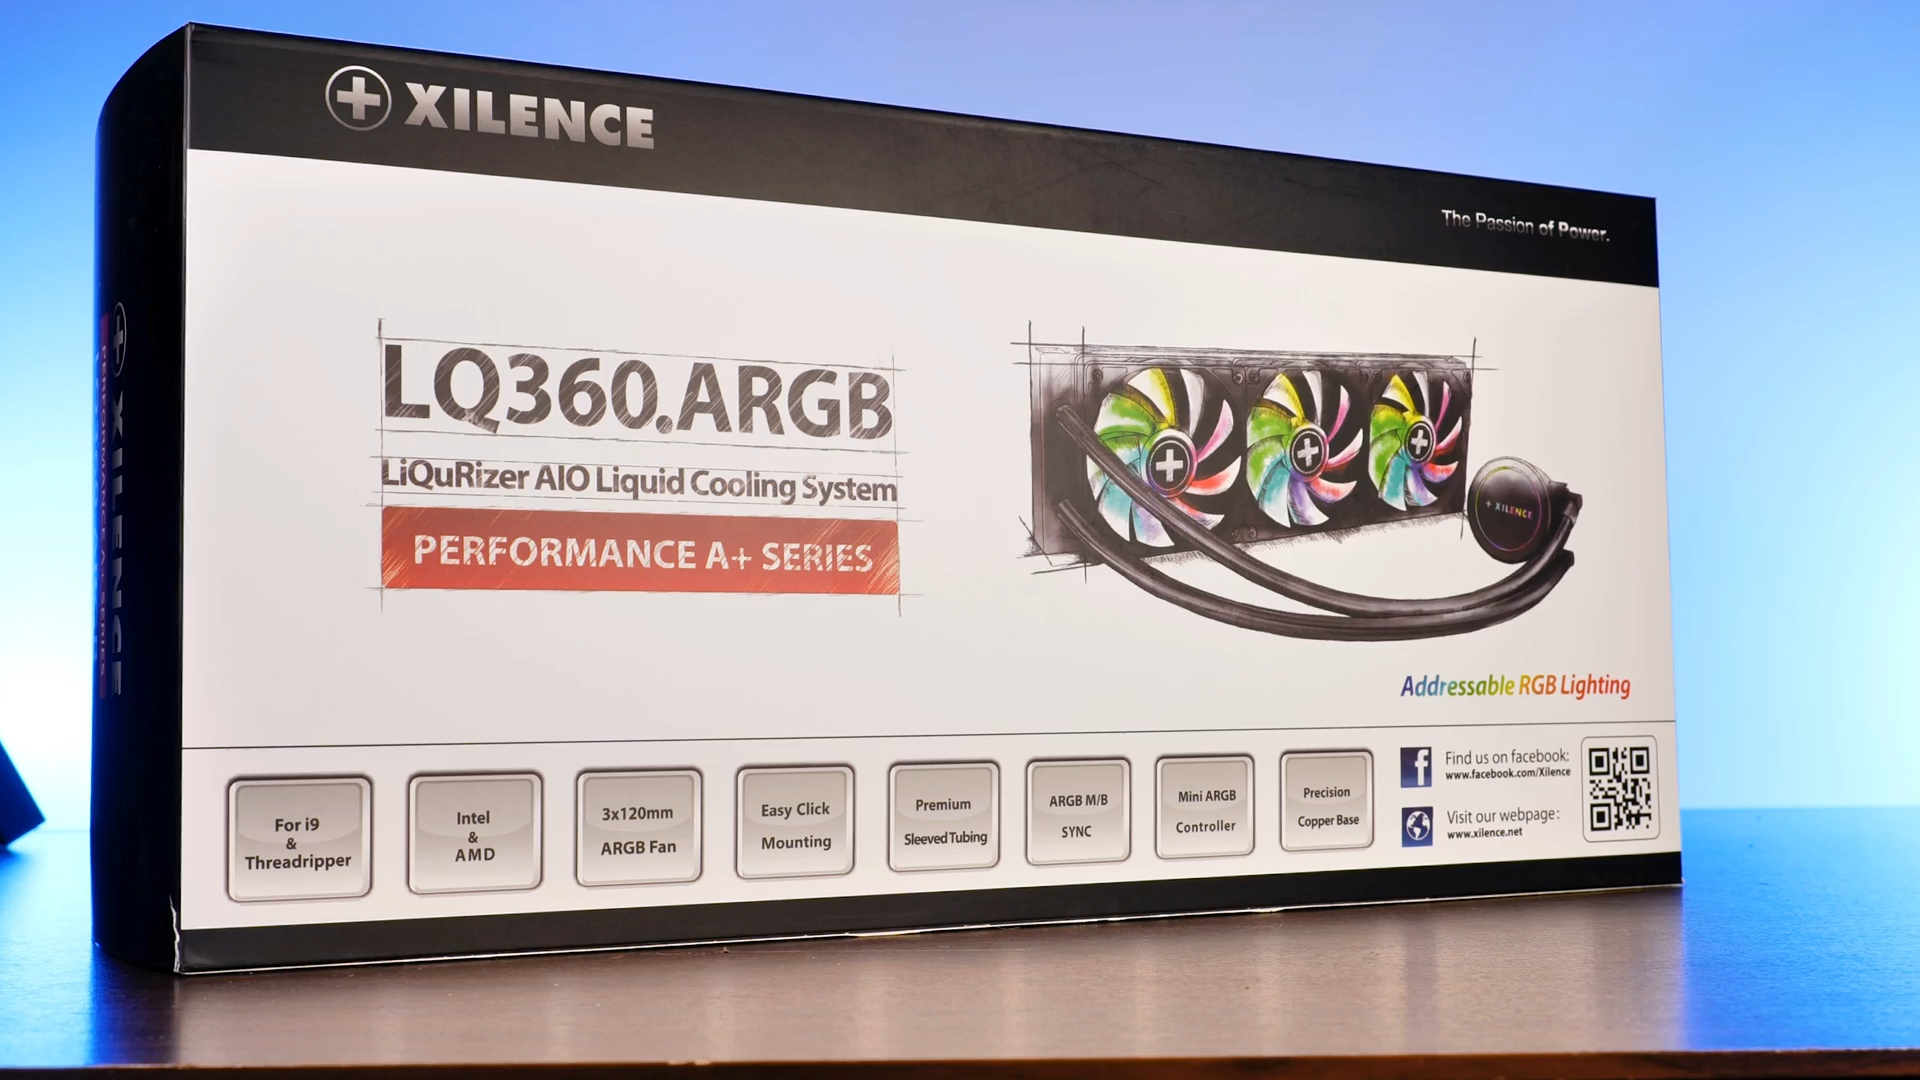 XILENCE
The Passion of Power.
LQ360.ARGB
LiQuRizer AIO Liquid Cooling System
PERFORMANCE A+ SERIES
+ XILENCE
Addressable RGB Lighting
For i9
&
Threadripper
Intel
&
AMD
3x120mm
ARGB Fan
Easy Click
Mounting
Premium
Sleeved Tubing
ARGB M/B
SYNC
Mini ARGB
Controller
Precision
Copper Base
Find us on facebook:
www.facebook.com/Xilence
Visit our webpage:
www.xilence.net
XILENCE
PERFORMANCE A+ SERIES